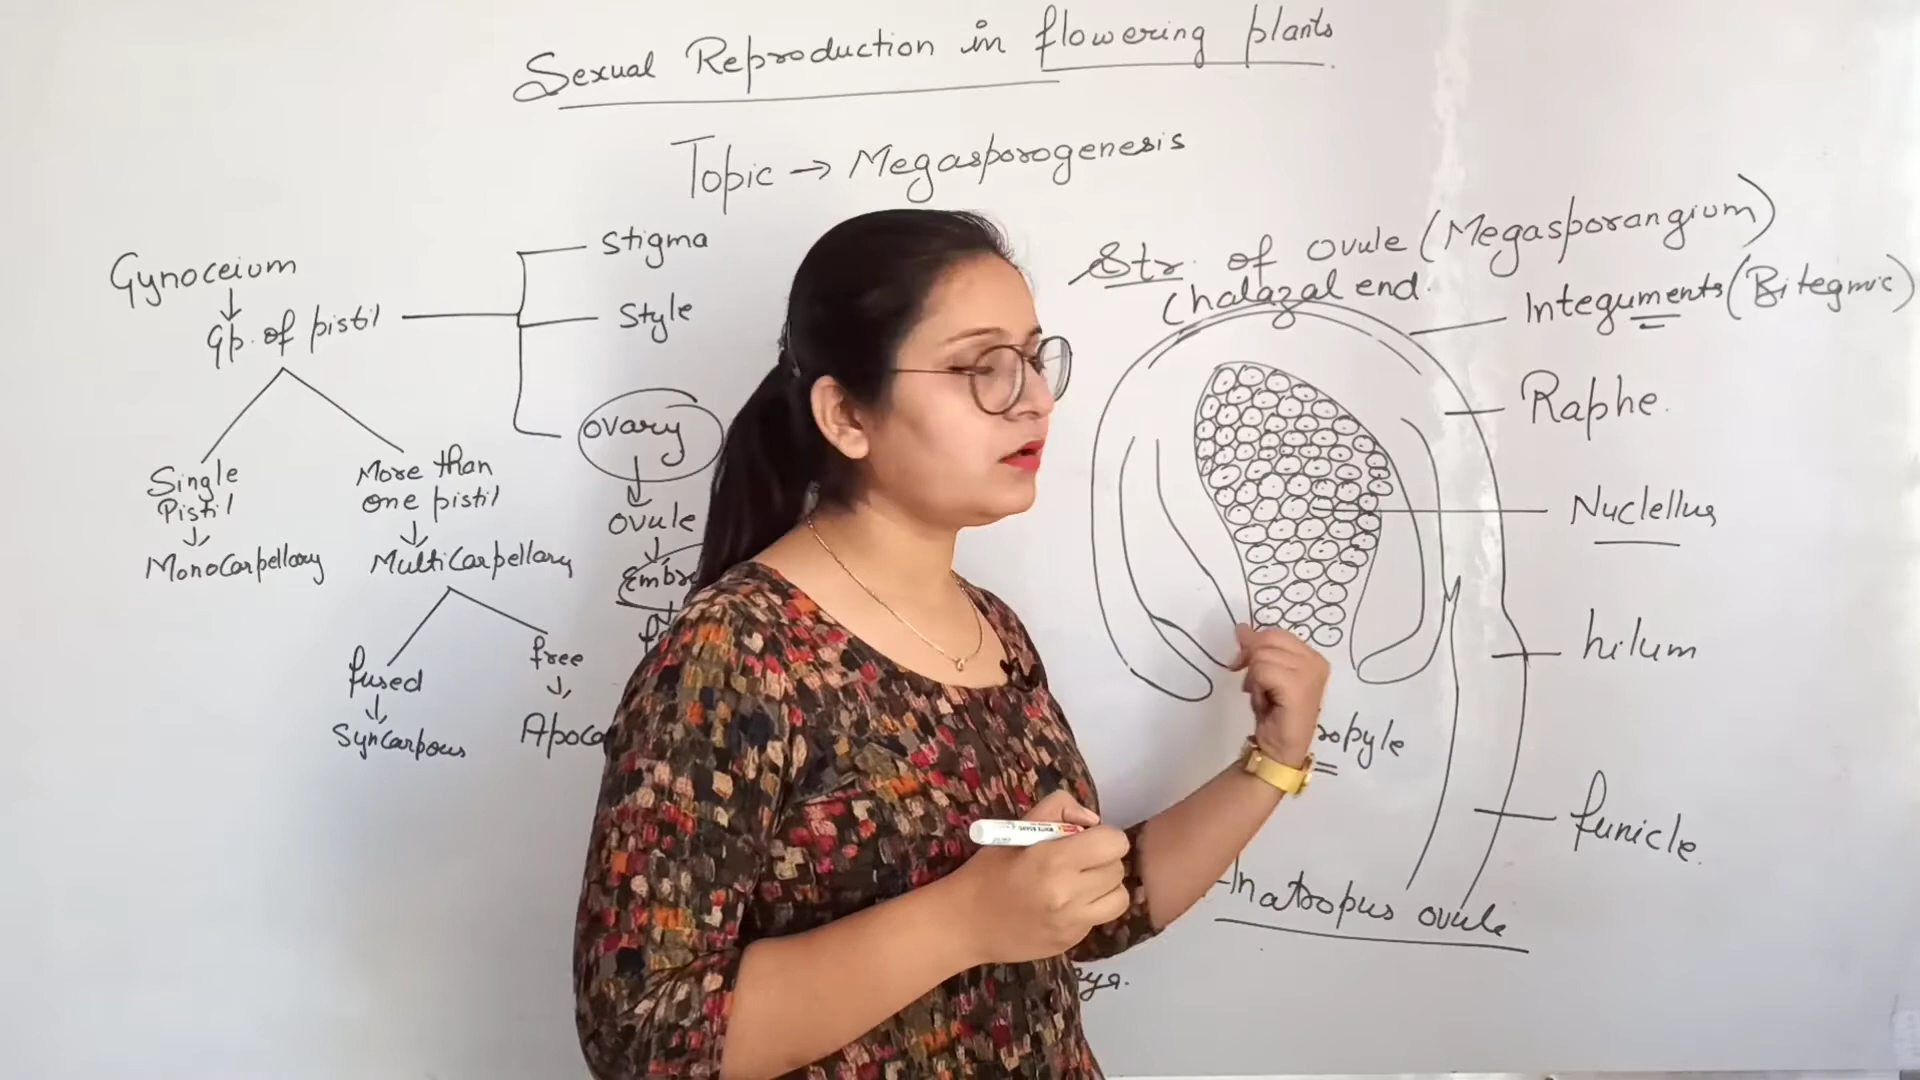 Sexual Reproduction in flowering plants
Topic → Megasporogenesis
Gynoceium
↓
Gp. of pistil
Stigma
Style
ovary
↓
ovule
↓
Single
Pistil
↓
Monocarpellary
More than
one pistil
↓
Multicarpellary
fused
↓
Syncarpous
free
↓
Str. of ovule (Megasporangium)
Chalazal end.
Integuments (Bitegmic)
Raphe.
Nuclellus
hilum
funicle.
ovule